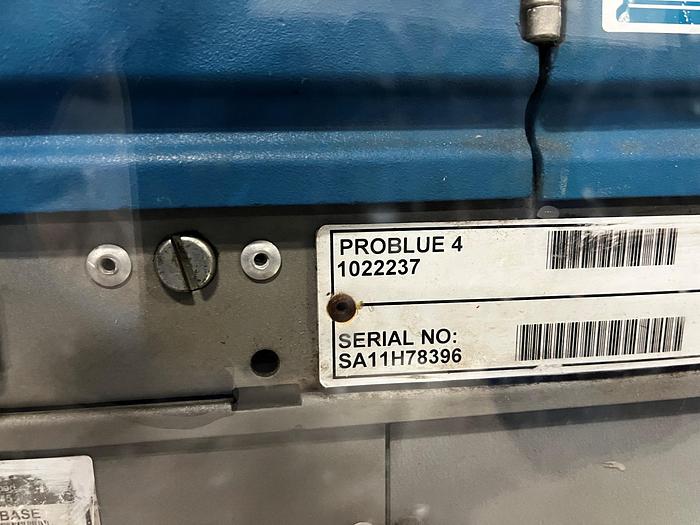 PROBLUE 4
1022237
SERIAL NO:
SA11H78396
BASE